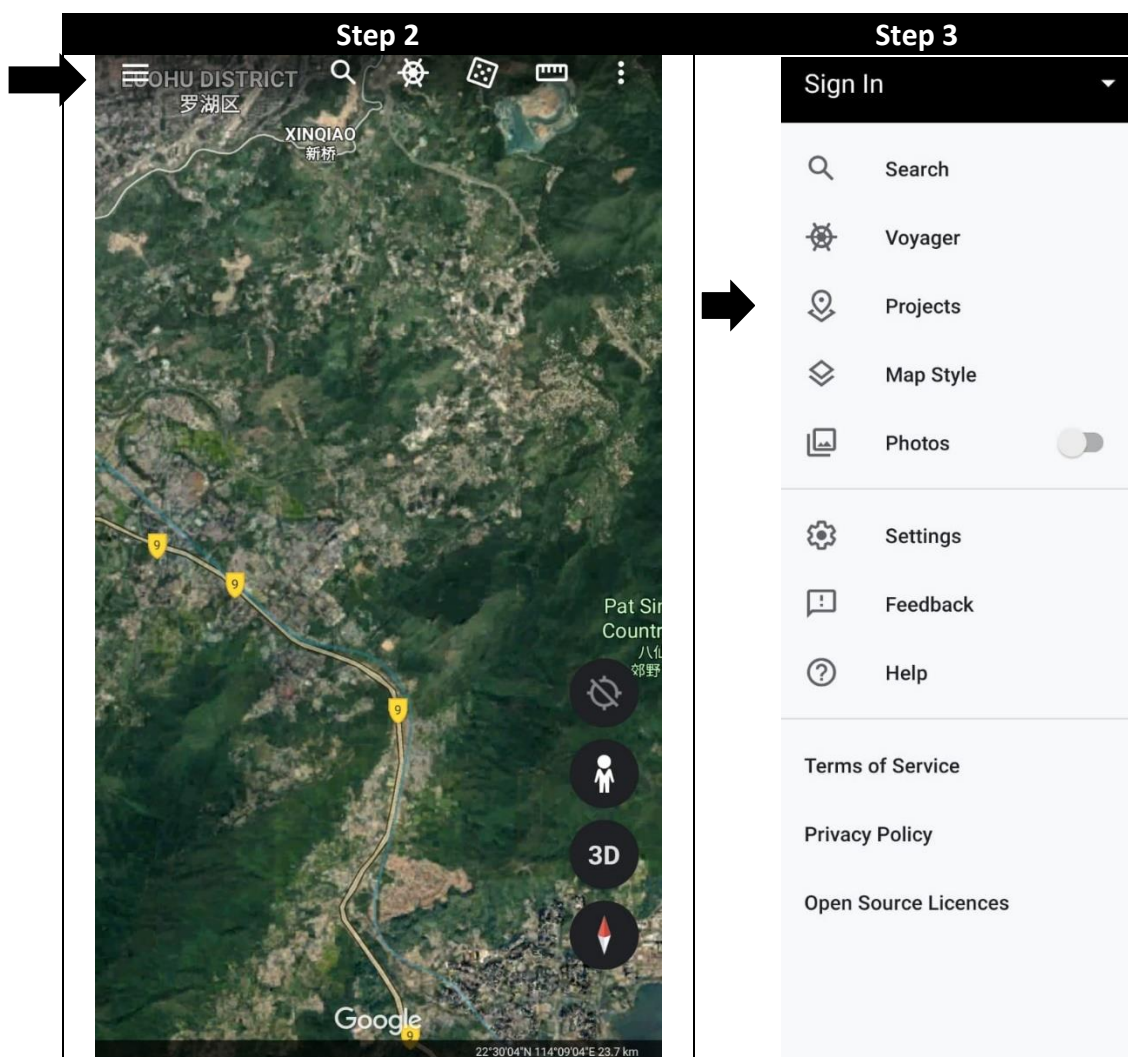 Step 2
Step 3
LUOHU DISTRICT
罗湖区
XINQIAO
新桥
9
9
9
9
Pat Sin
Countr
八仙
郊野
3D
Google
22°30'04"N 114°09'04"E 23.7 km
Sign In
Search
Voyager
Projects
Map Style
Photos
Settings
Feedback
Help
Terms of Service
Privacy Policy
Open Source Licences